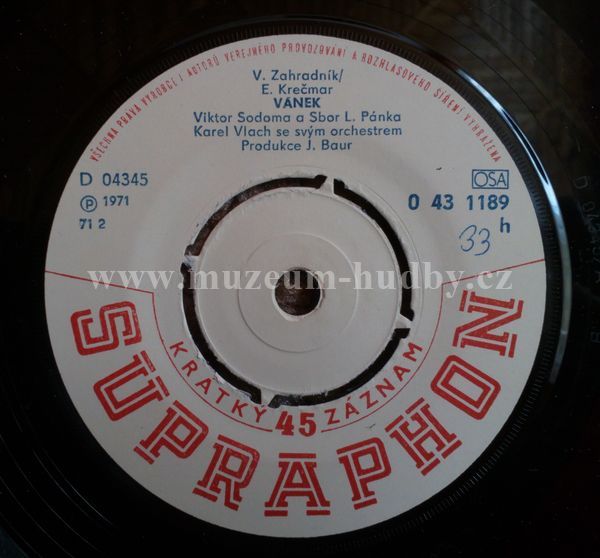 VŠECHNA PRÁVA VÝROBCE I AUTORŮ VEŘEJNÉHO PROVOZOVÁNÍ A ROZHLASOVÉHO ŠÍŘENÍ VYHRAZENA
V. Zahradník/
E. Krečmar
VÁNEK
Viktor Sodoma a Sbor L. Pánka
Karel Vlach se svým orchestrem
Produkce J. Baur
D 04345
Ⓟ 1971
71 2
OSA
0 43 1189
h
33
www.muzeum-hudby.cz
KRÁTKÝ 45 ZÁZNAM
SUPRAPHON